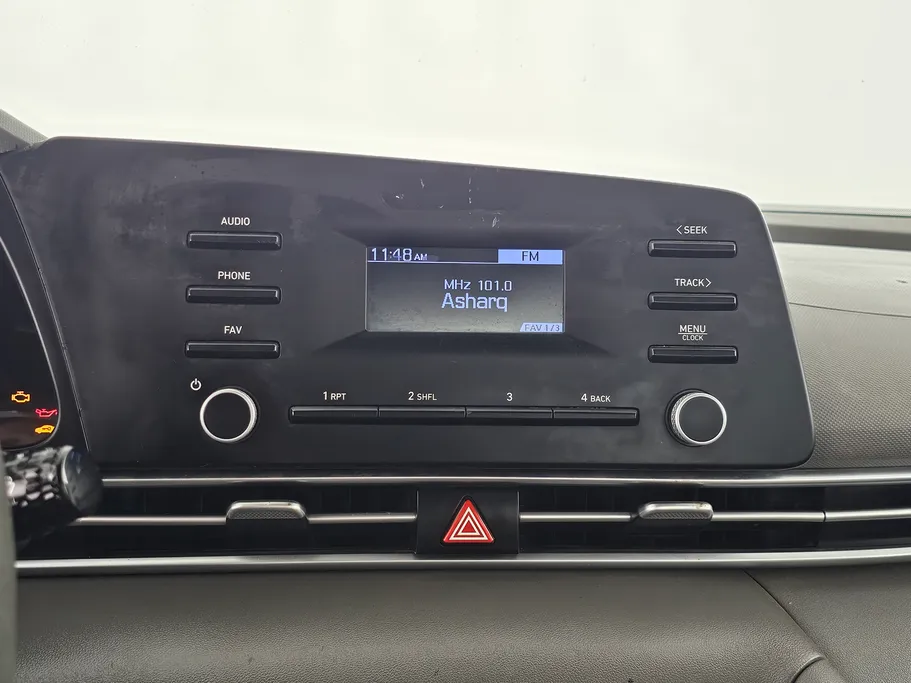 AUDIO
PHONE
FAV
11:48 AM FM
MHz 101.0
Asharq
FAV 1/3
<SEEK
TRACK>
MENU
CLOCK
1 RPT 2 SHFL 3 4 BACK